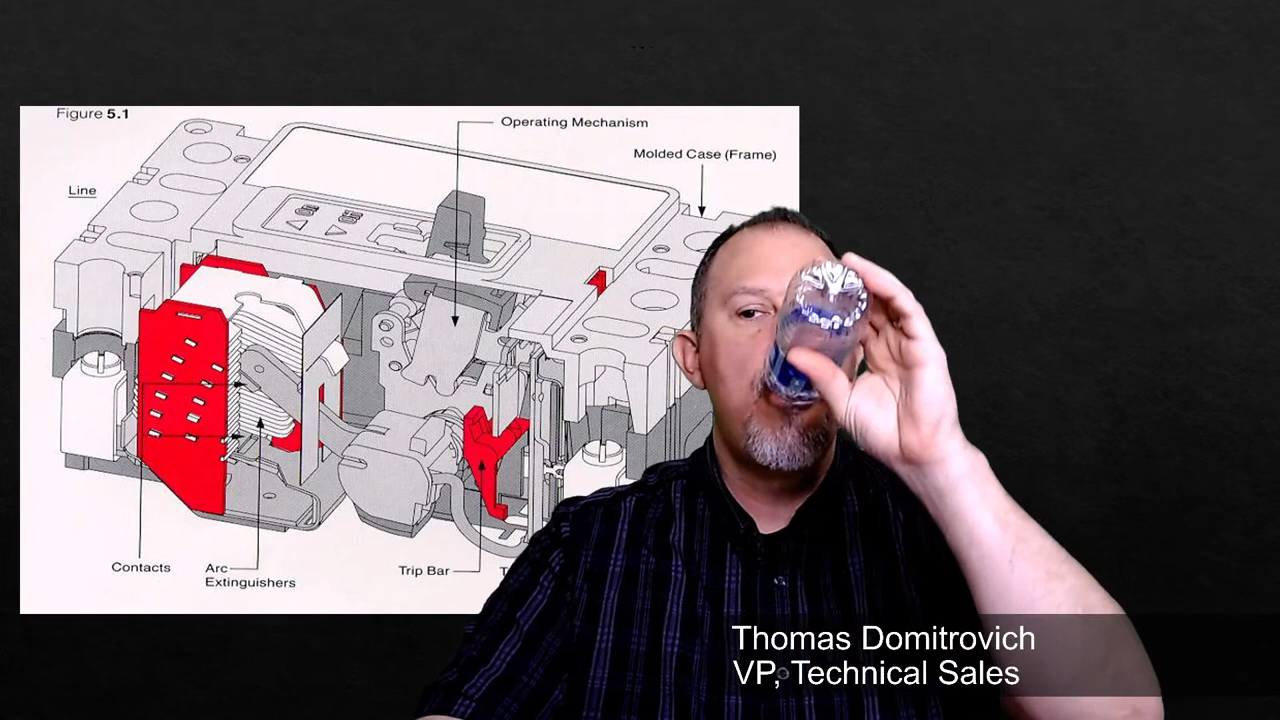 Figure 5.1
Operating Mechanism
Molded Case (Frame)
Line
ON
Contacts
Arc
Extinguishers
Trip Bar
T
Thomas Domitrovich
VP, Technical Sales